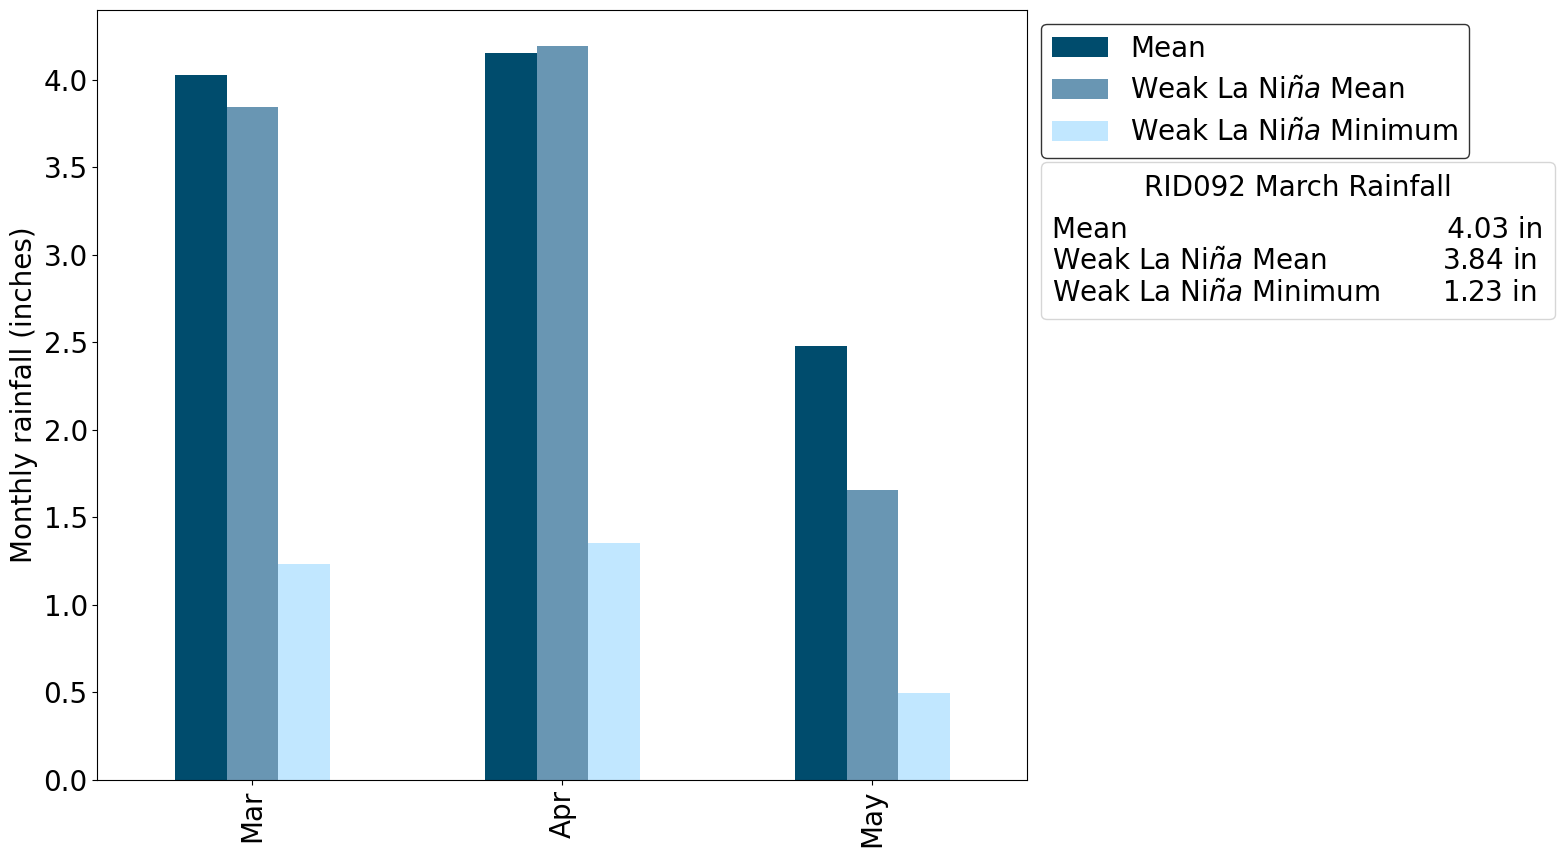 Mean
Weak La Niña Mean
Weak La Niña Minimum
RID092 March Rainfall
Mean 4.03 in
Weak La Niña Mean 3.84 in
Weak La Niña Minimum 1.23 in
Monthly rainfall (inches)
4.0
3.5
3.0
2.5
2.0
1.5
1.0
0.5
0.0
Mar Apr May